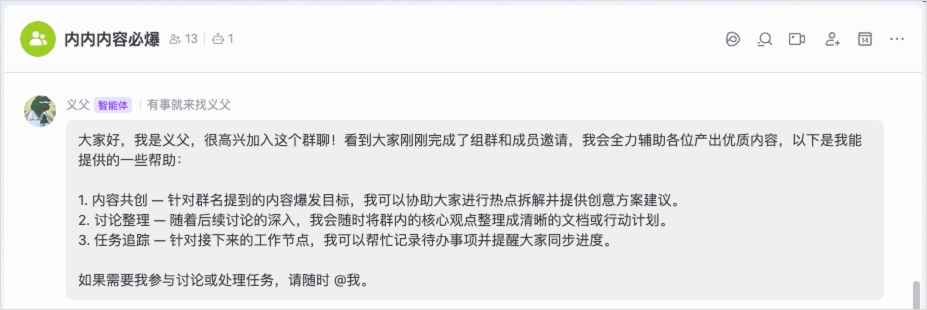 内内内容必爆 13 1
14
义父 智能体 有事就来找义父
大家好，我是义父，很高兴加入这个群聊！看到大家刚刚完成了组群和成员邀请，我会全力辅助各位产出优质内容，以下是我能
提供的一些帮助：
1. 内容共创 — 针对群名提到的内容爆发目标，我可以协助大家进行热点拆解并提供创意方案建议。
2. 讨论整理 — 随着后续讨论的深入，我会随时将群内的核心观点整理成清晰的文档或行动计划。
3. 任务追踪 — 针对接下来的工作节点，我可以帮忙记录待办事项并提醒大家同步进度。
如果需要我参与讨论或处理任务，请随时 @我。